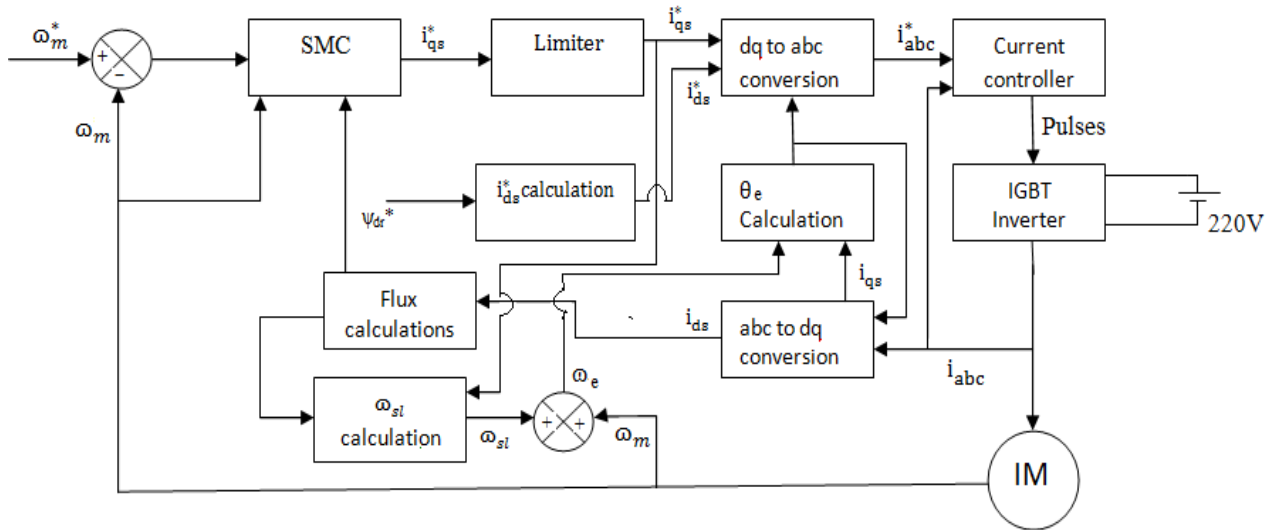 ω*m
+
−
ωm
SMC
i*qs
Limiter
i*qs
i*ds
dq to abc
conversion
i*abc
Current
controller
Pulses
IGBT
Inverter
220V
ψdr*
i*ds calculation
θe
Calculation
iqs
Flux
calculations
ids
abc to dq
conversion
iabc
ωe
ωsl
calculation
ωsl
+
+
ωm
IM